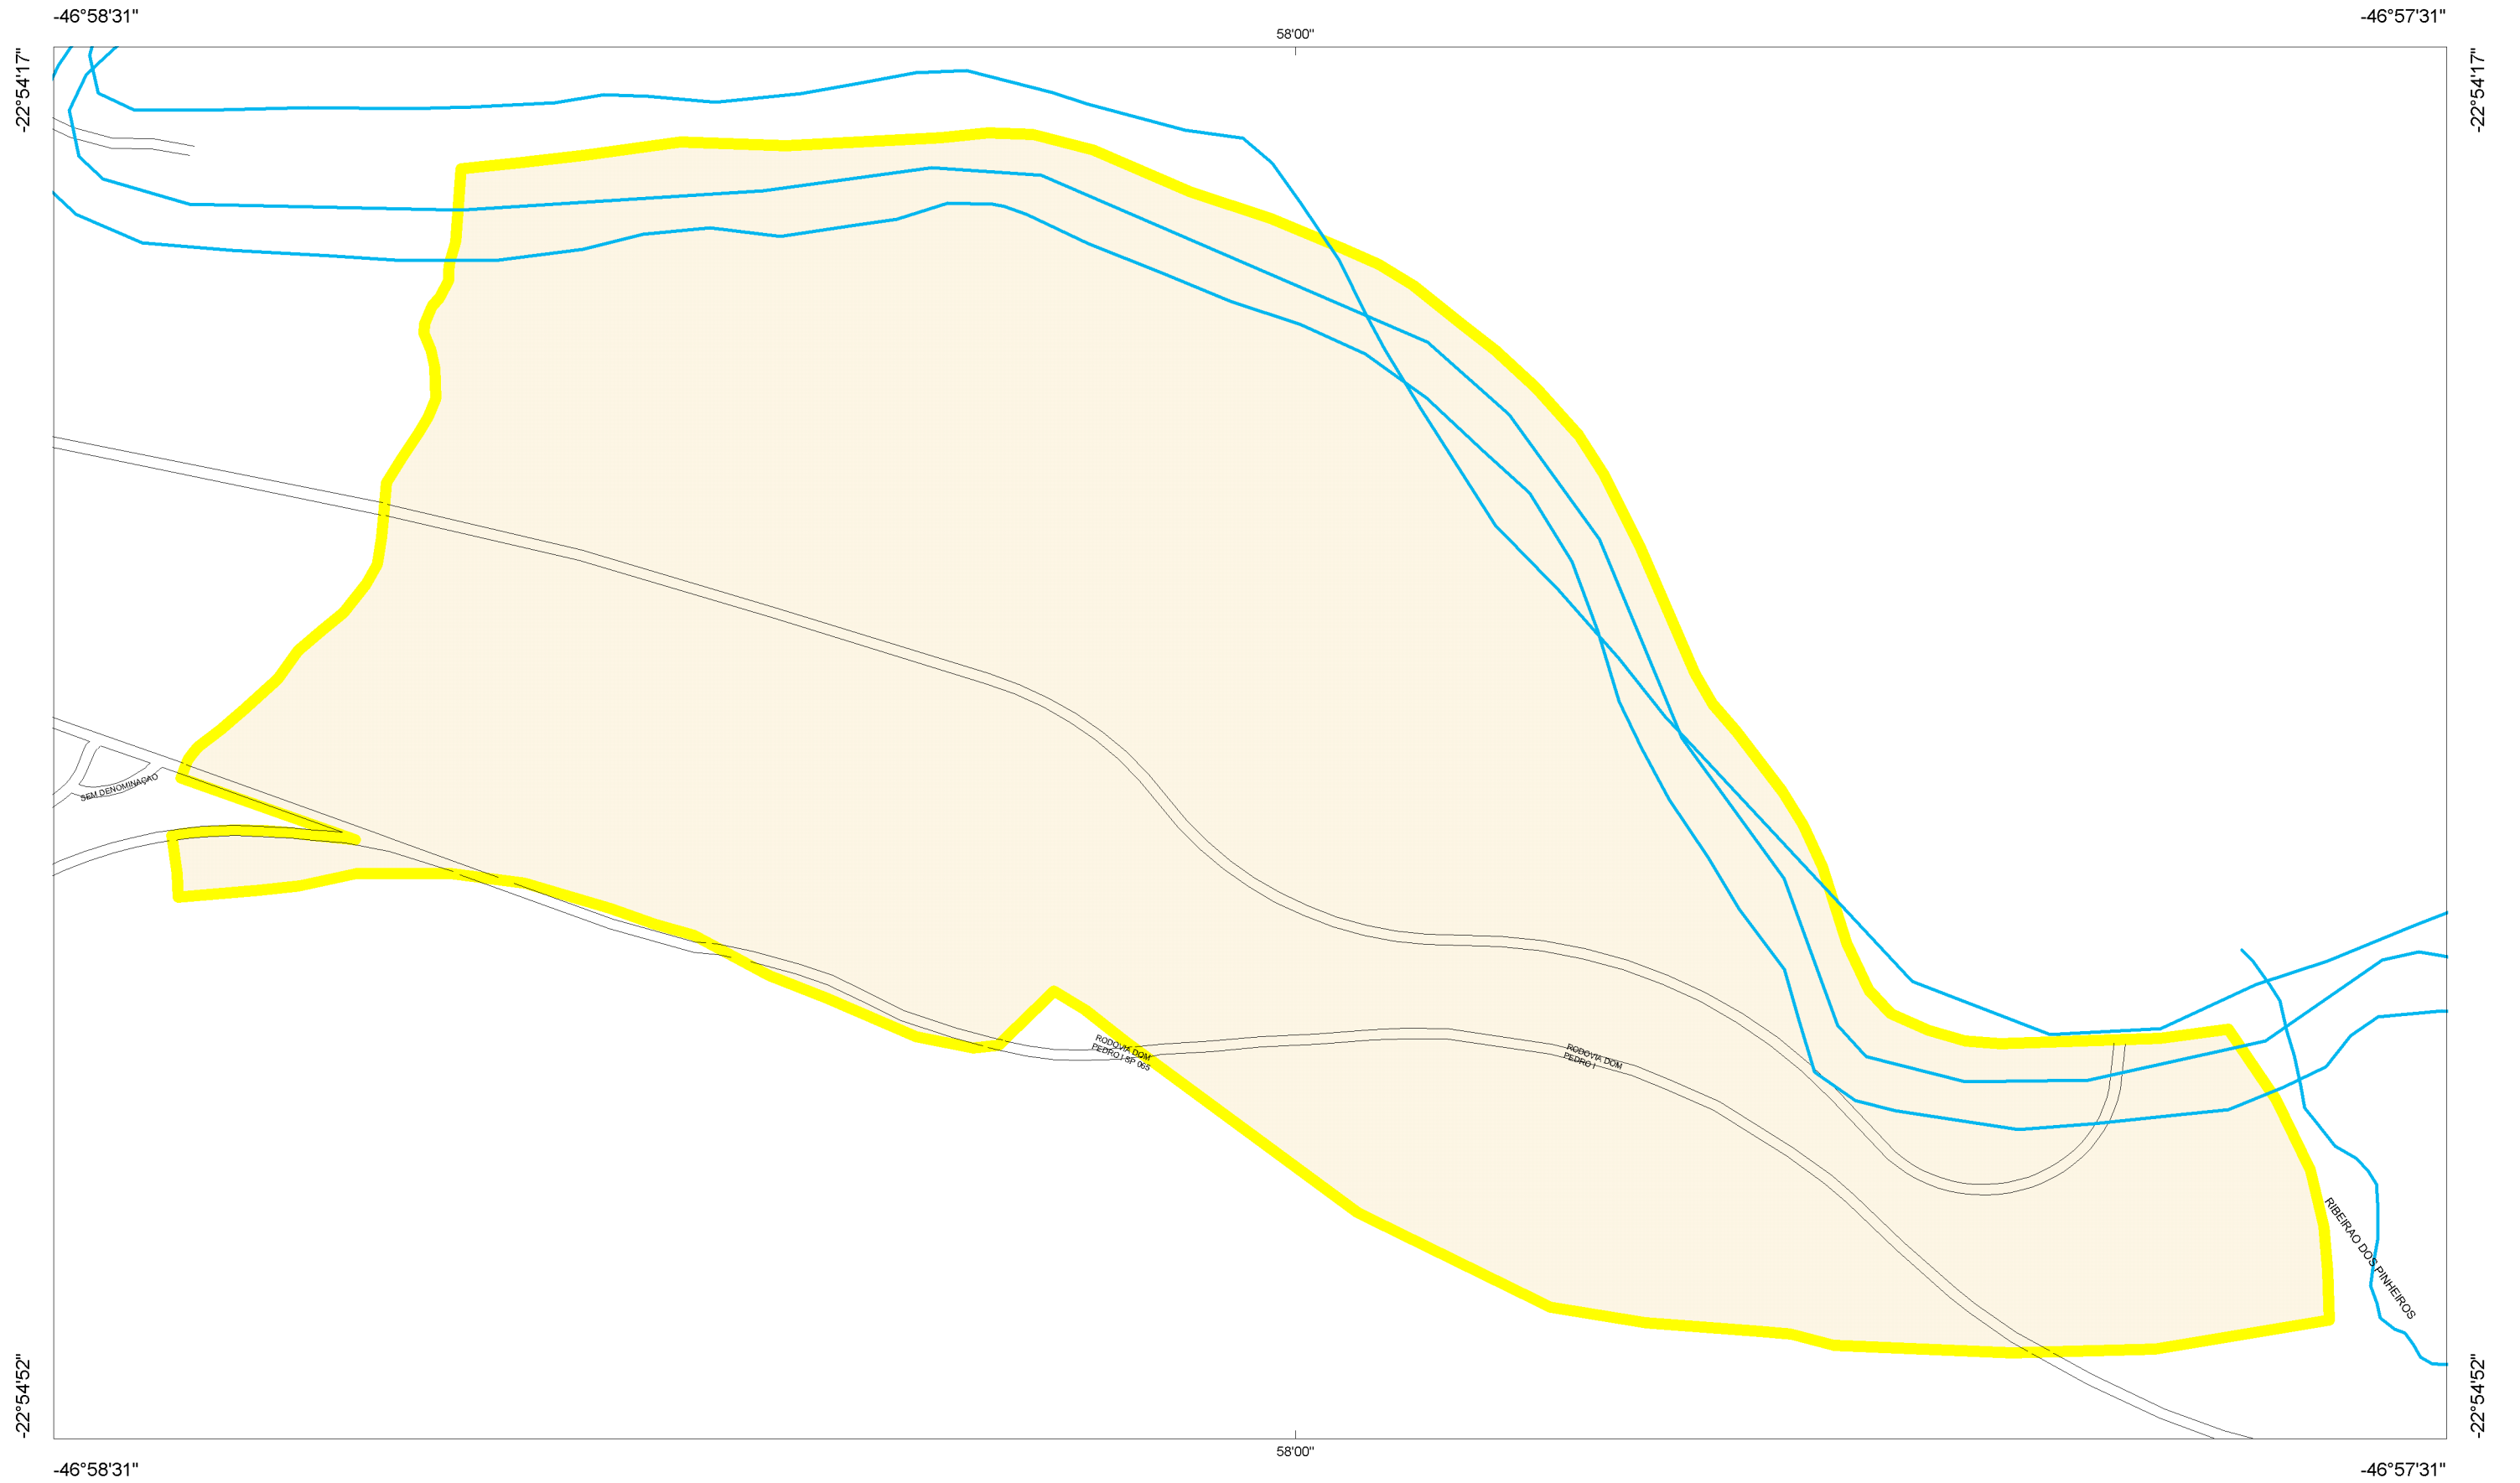 -46°58'31"
-46°57'31"
58'00"
-22°54'17"
-22°54'17"
SEM DENOMINAÇAO
RODOVIA DOM
PEDRO I SP 065
RODOVIA DOM
PEDRO I
RIBEIRAO DOS PINHEIROS
-22°54'52"
-22°54'52"
58'00"
-46°58'31"
-46°57'31"